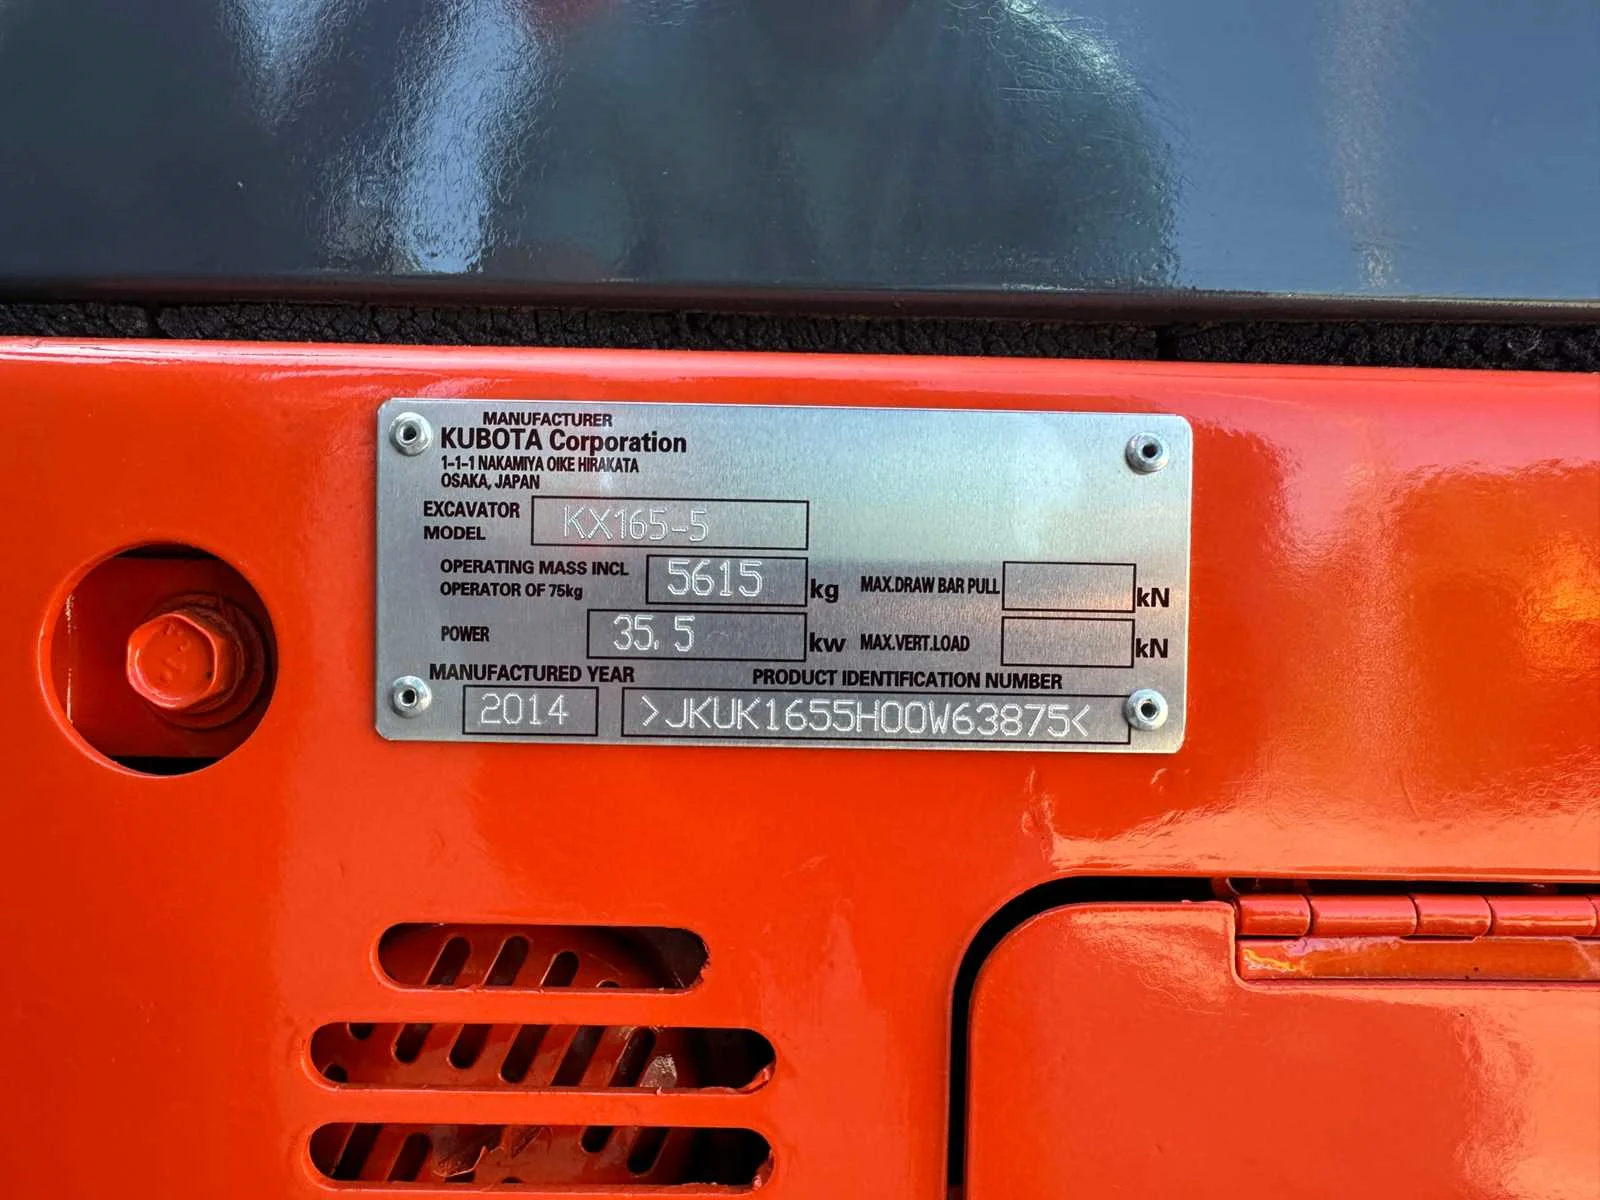 MANUFACTURER
KUBOTA Corporation
1-1-1 NAKAMIYA OIKE HIRAKATA
OSAKA, JAPAN
EXCAVATOR MODEL KX165-5
OPERATING MASS INCL OPERATOR OF 75kg 5615 kg MAX.DRAW BAR PULL kN
POWER 35.5 kw MAX.VERT.LOAD kN
MANUFACTURED YEAR PRODUCT IDENTIFICATION NUMBER
2014 >JKUK1655H00W63875<